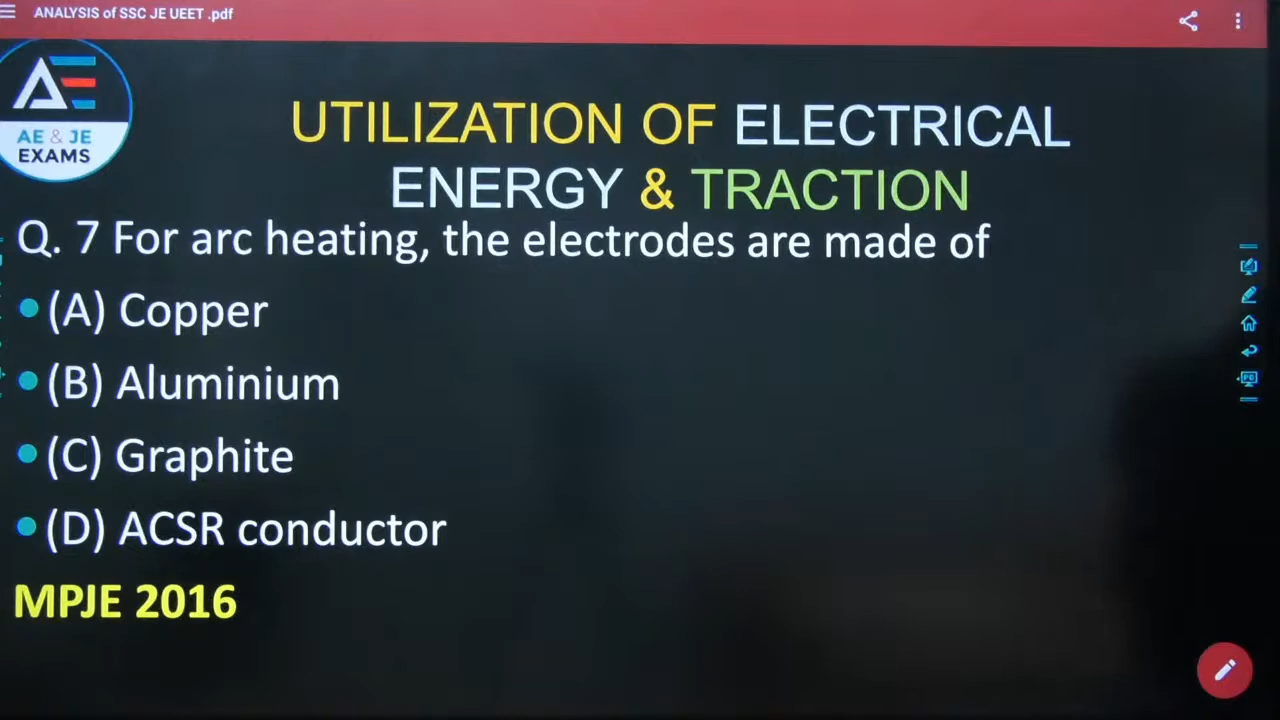 ANALYSIS of SSC JE UEET .pdf
AE
AE & JE
EXAMS
UTILIZATION OF ELECTRICAL
ENERGY & TRACTION
Q. 7 For arc heating, the electrodes are made of
(A) Copper
(B) Aluminium
(C) Graphite
(D) ACSR conductor
MPJE 2016